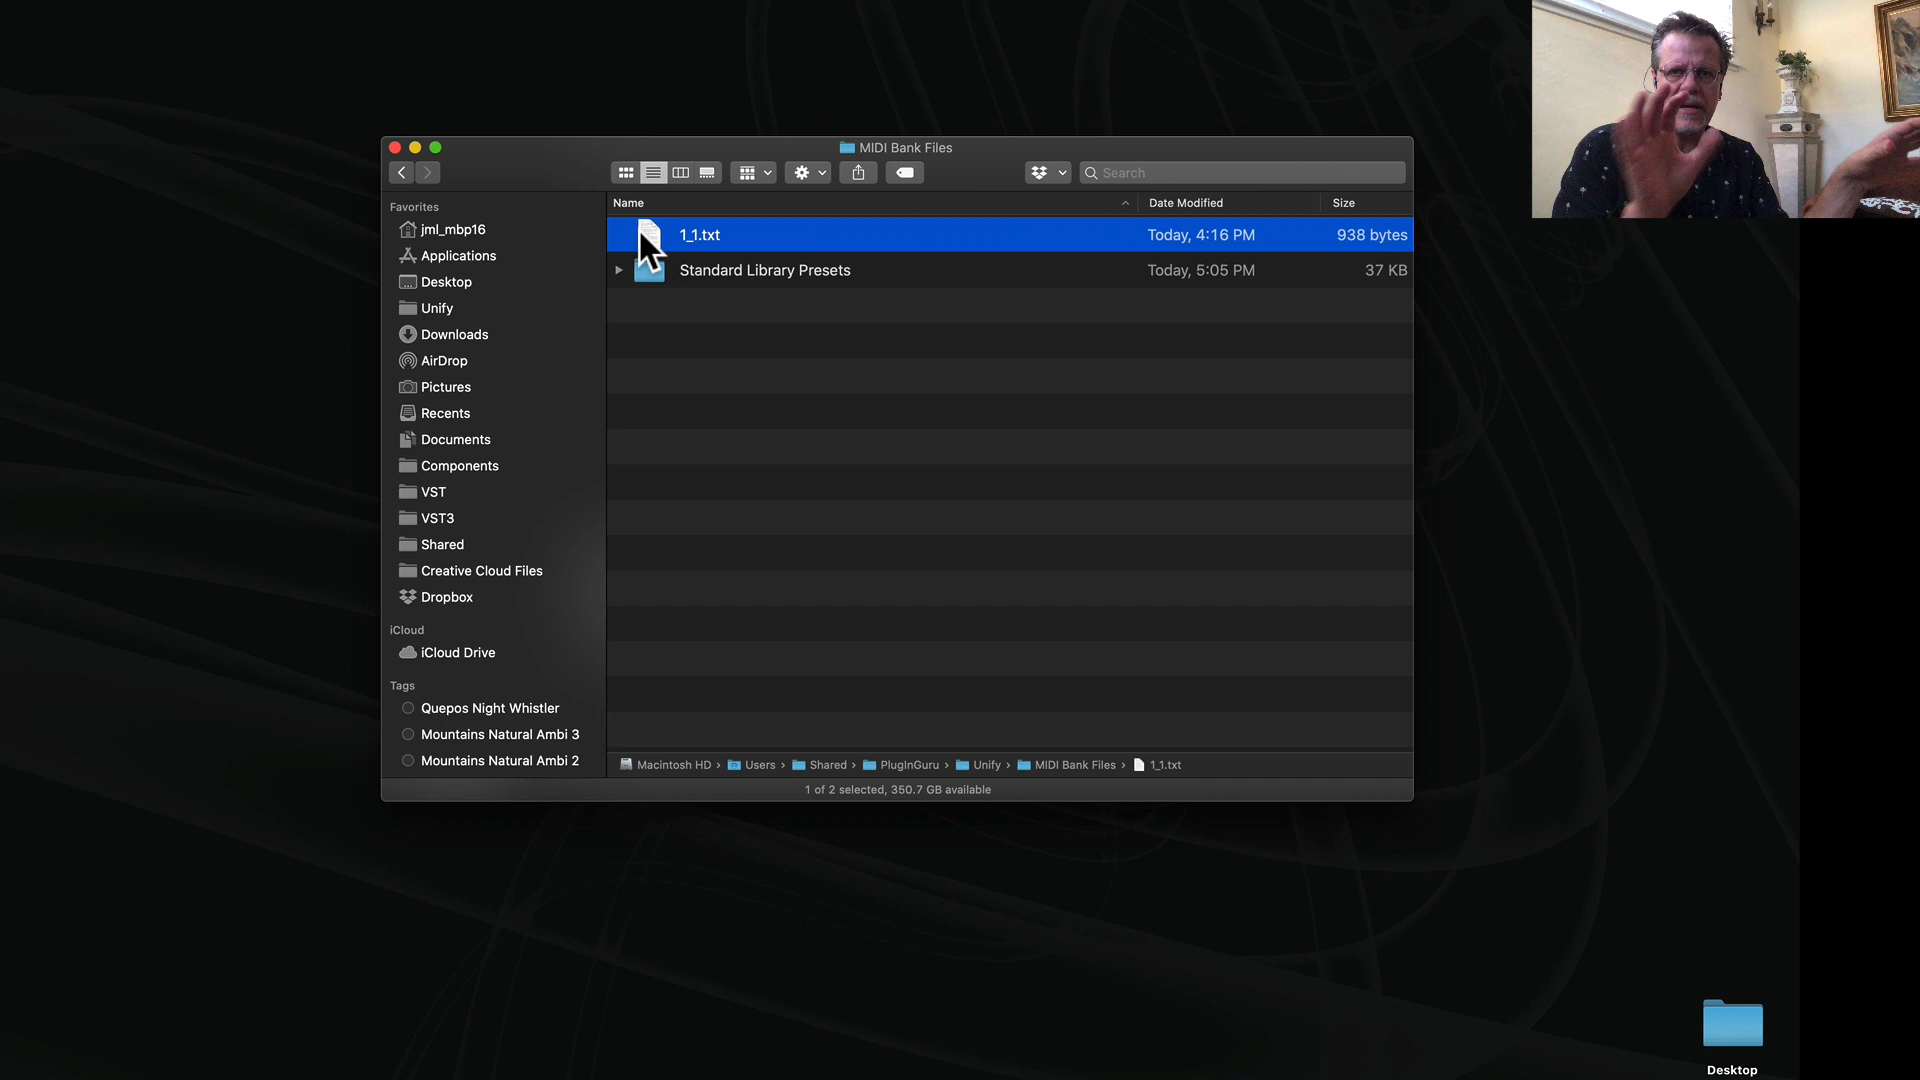 MIDI Bank Files
Search
Favorites
jml_mbp16
Applications
Desktop
Unify
Downloads
AirDrop
Pictures
Recents
Documents
Components
VST
VST3
Shared
Creative Cloud Files
Dropbox
iCloud
iCloud Drive
Tags
Quepos Night Whistler
Mountains Natural Ambi 3
Mountains Natural Ambi 2
Name Date Modified Size
1_1.txt Today, 4:16 PM 938 bytes
Standard Library Presets Today, 5:05 PM 37 KB
Macintosh HD › Users › Shared › PlugInGuru › Unify › MIDI Bank Files › 1_1.txt
1 of 2 selected, 350.7 GB available
Desktop